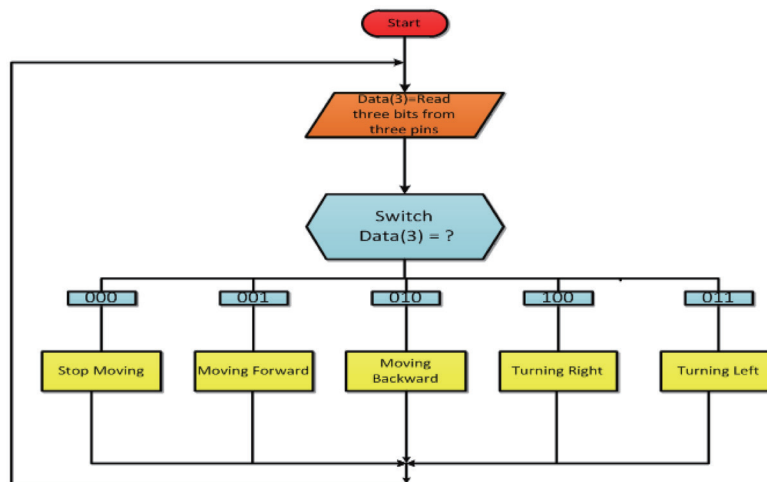 Start
Data(3)=Read
three bits from
three pins
Switch
Data(3) = ?
000
001
010
100
011
Stop Moving
Moving Forward
Moving
Backward
Turning Right
Turning Left